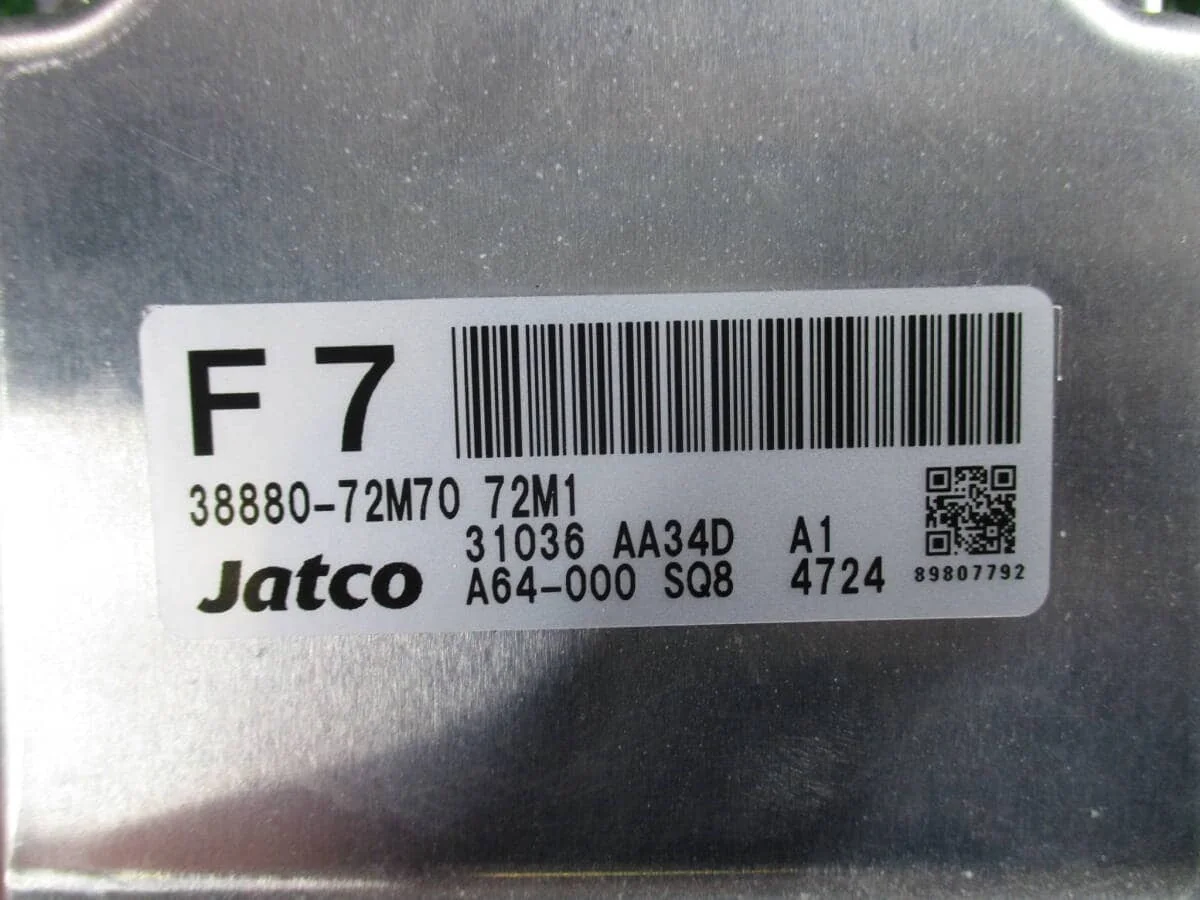 F 7
38880-72M70 72M1
31036 AA34D A1
Jatco A64-000 SQ8 4724
89807792